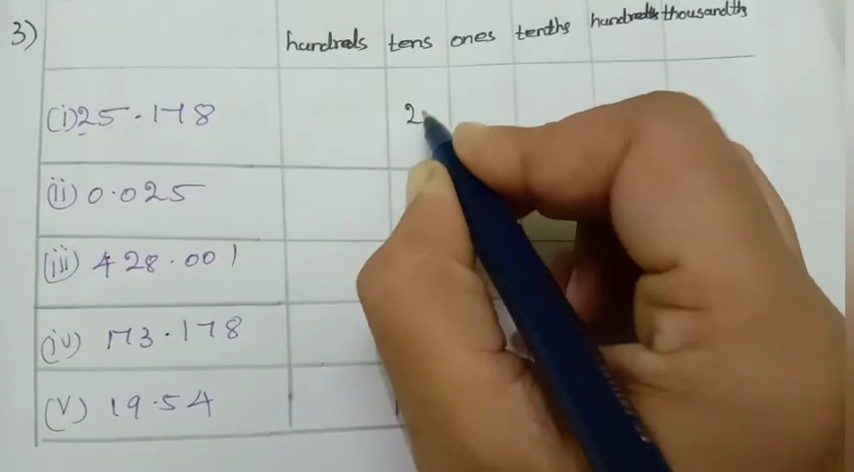 3)
hundreds tens ones tenths hundredths thousandths
(i) 25.178 2
(ii) 0.025
(iii) 428.001
(iv) 173.178
(v) 19.54